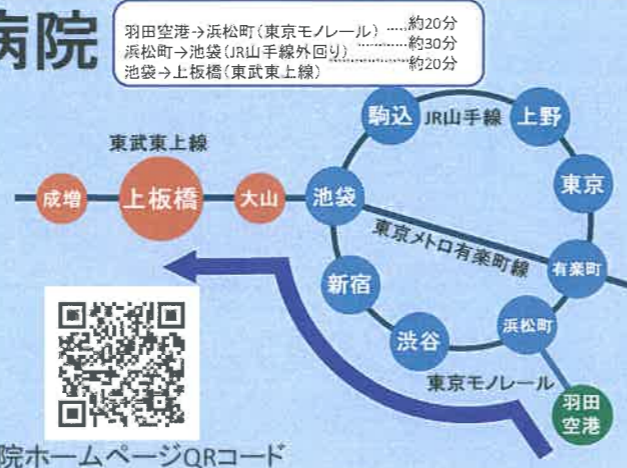 病院
羽田空港→浜松町(東京モノレール) ……約20分
浜松町→池袋(JR山手線外回り)………約30分
池袋→上板橋(東武東上線) ……………約20分
駒込
JR山手線
上野
東武東上線
成増
上板橋
大山
池袋
東京
東京メトロ有楽町線
有楽町
新宿
浜松町
渋谷
東京モノレール
羽田
空港
院ホームページQRコード